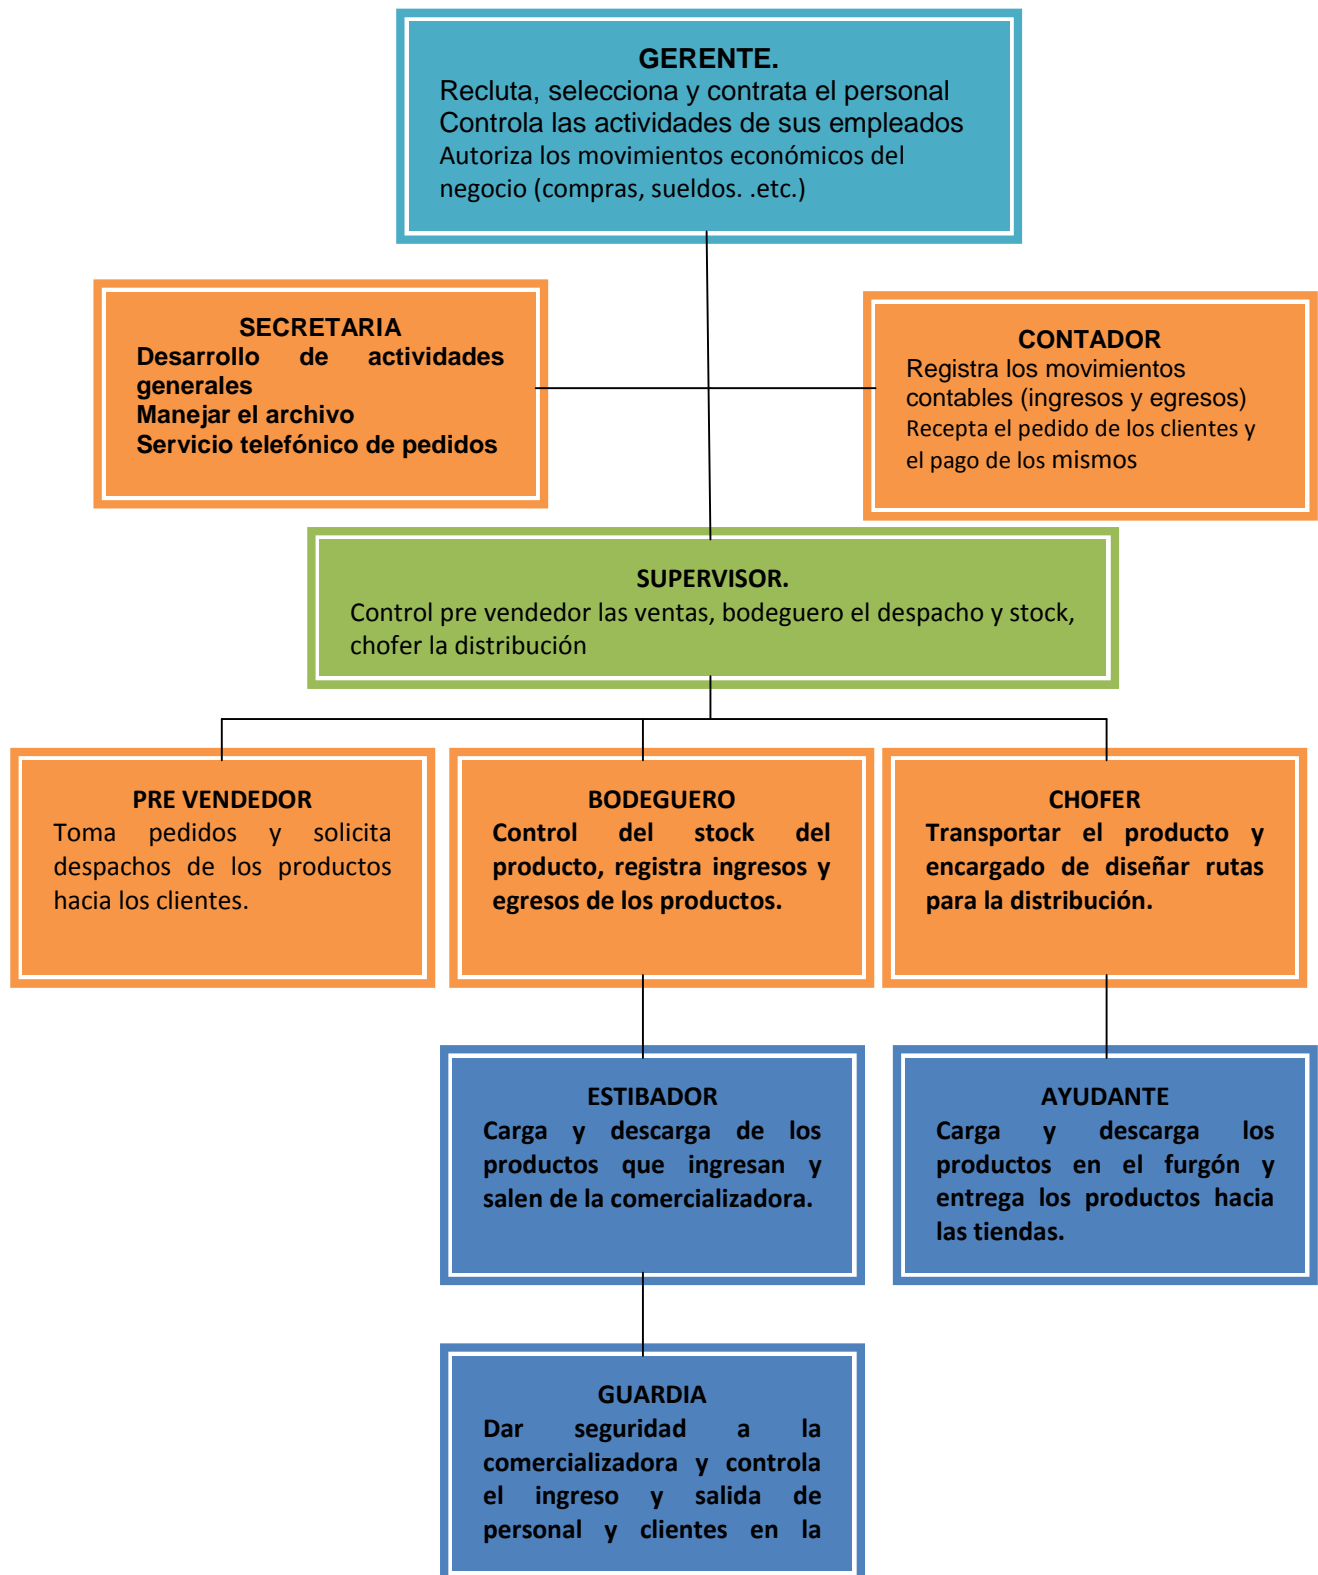 GERENTE.
Recluta, selecciona y contrata el personal
Controla las actividades de sus empleados
Autoriza los movimientos económicos del
negocio (compras, sueldos. .etc.)
SECRETARIA
Desarrollo de actividades
generales
Manejar el archivo
Servicio telefónico de pedidos
CONTADOR
Registra los movimientos
contables (ingresos y egresos)
Recepta el pedido de los clientes y
el pago de los mismos
SUPERVISOR.
Control pre vendedor las ventas, bodeguero el despacho y stock,
chofer la distribución
PRE VENDEDOR
Toma pedidos y solicita
despachos de los productos
hacia los clientes.
BODEGUERO
Control del stock del
producto, registra ingresos y
egresos de los productos.
CHOFER
Transportar el producto y
encargado de diseñar rutas
para la distribución.
ESTIBADOR
Carga y descarga de los
productos que ingresan y
salen de la comercializadora.
AYUDANTE
Carga y descarga los
productos en el furgón y
entrega los productos hacia
las tiendas.
GUARDIA
Dar seguridad a la
comercializadora y controla
el ingreso y salida de
personal y clientes en la